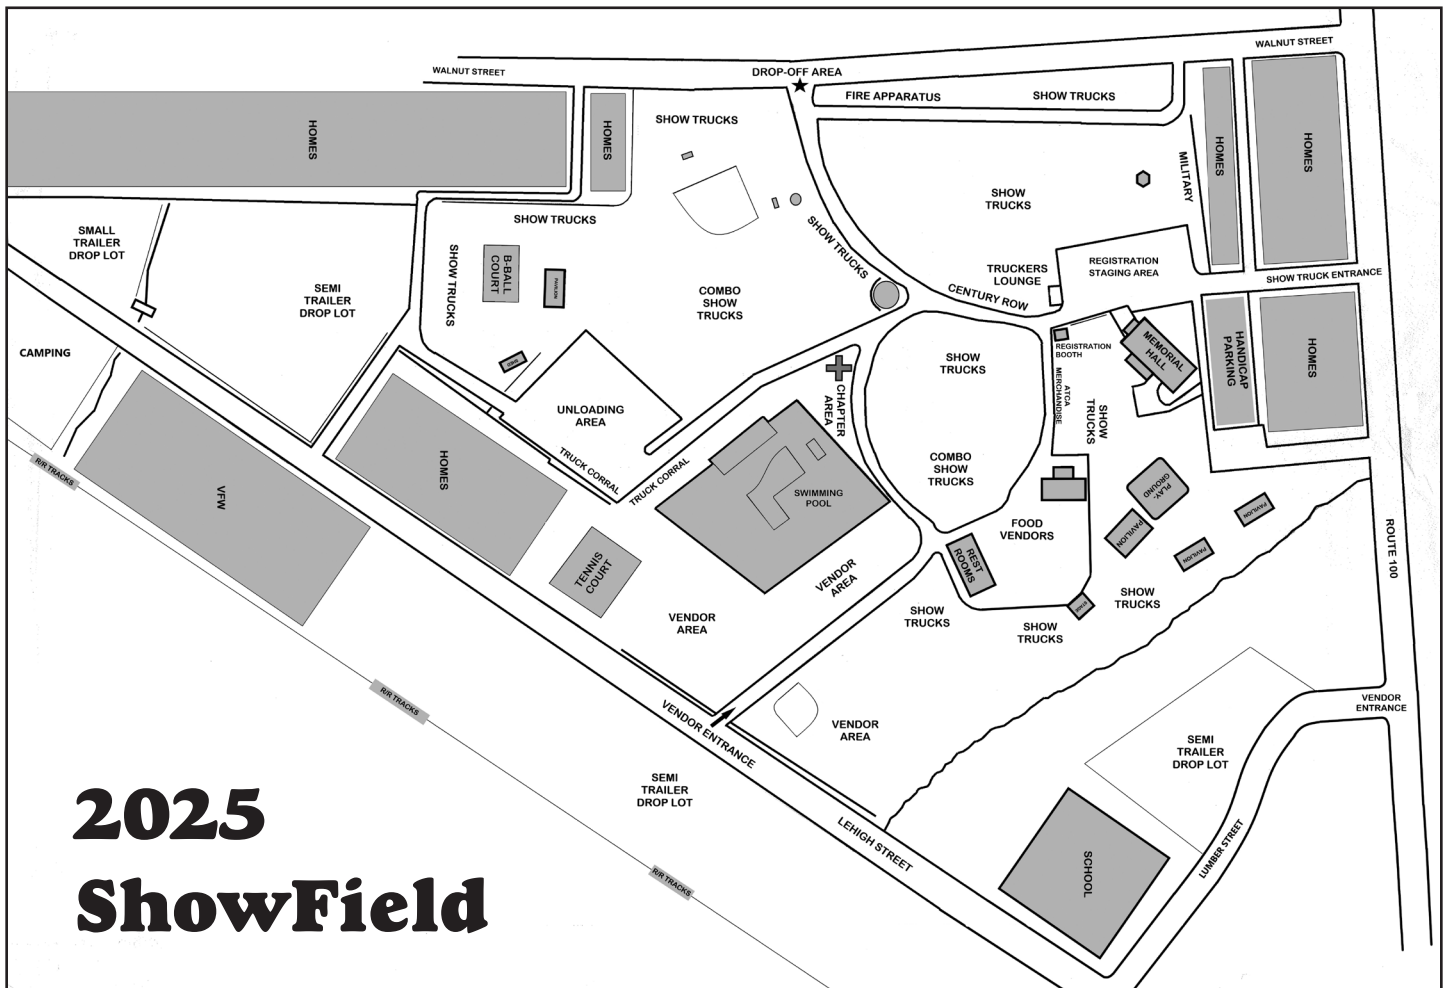 WALNUT STREET
WALNUT STREET
DROP-OFF AREA
FIRE APPARATUS
SHOW TRUCKS
SHOW TRUCKS
HOMES
HOMES
HOMES
HOMES
MILITARY
SHOW
TRUCKS
SHOW TRUCKS
SHOW TRUCKS
SHOW TRUCKS
SMALL
TRAILER
DROP LOT
SEMI
TRAILER
DROP LOT
B-BALL
COURT
PAVILION
COMBO
SHOW
TRUCKS
TRUCKERS
LOUNGE
CENTURY ROW
REGISTRATION
STAGING AREA
SHOW TRUCK ENTRANCE
CAMPING
SHED
REGISTRATION
BOOTH
MEMORIAL
HALL
HANDICAP
PARKING
HOMES
SHOW
TRUCKS
ATCA
MERCHANDISE
SHOW
TRUCKS
CHAPTER
AREA
UNLOADING
AREA
TRUCK CORRAL
TRUCK CORRAL
HOMES
R/R TRACKS
VFW
SWIMMING
POOL
COMBO
SHOW
TRUCKS
PLAY-
GROUND
PAVILION
PAVILION
PAVILION
FOOD
VENDORS
REST
ROOMS
STAGE
ROUTE 100
TENNIS
COURT
VENDOR
AREA
VENDOR
AREA
SHOW
TRUCKS
SHOW
TRUCKS
SHOW
TRUCKS
R/R TRACKS
VENDOR ENTRANCE
VENDOR
AREA
VENDOR
ENTRANCE
SEMI
TRAILER
DROP LOT
SEMI
TRAILER
DROP LOT
LEHIGH STREET
LUMBER STREET
SCHOOL
R/R TRACKS
2025
ShowField